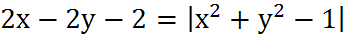 2x − 2y − 2 = |x² + y² − 1|